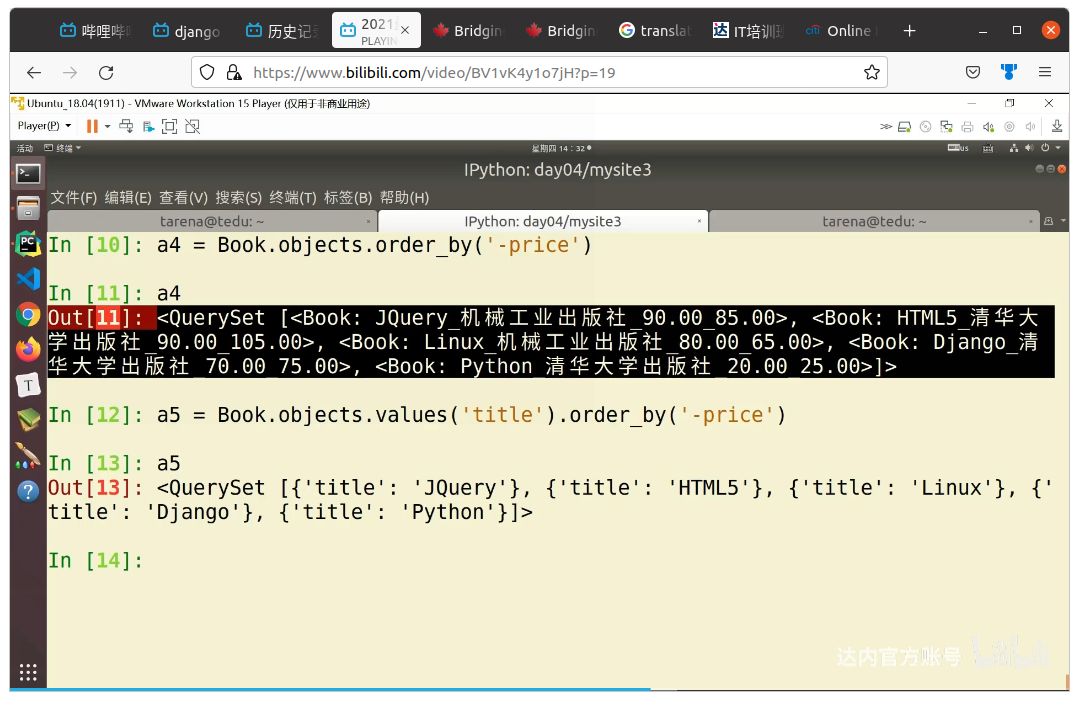 哔哩哔
django
历史记
2021
PLAYIN
Bridgin
Bridgin
translat
达 IT培训
citi Online
https://www.bilibili.com/video/BV1vK4y1o7jH?p=19
Ubuntu_18.04(1911) - VMware Workstation 15 Player (仅用于非商业用途)
Player(P)
活动 终端 星期四 14：32
IPython: day04/mysite3
文件(F) 编辑(E) 查看(V) 搜索(S) 终端(T) 标签(B) 帮助(H)
tarena@tedu: ~ IPython: day04/mysite3 tarena@tedu: ~
In [10]: a4 = Book.objects.order_by('-price')
In [11]: a4
Out[11]: <QuerySet [<Book: JQuery_机械工业出版社_90.00_85.00>, <Book: HTML5_清华大
学出版社_90.00_105.00>, <Book: Linux_机械工业出版社_80.00_65.00>, <Book: Django_清
华大学出版社_70.00_75.00>, <Book: Python_清华大学出版社_20.00_25.00>]>
In [12]: a5 = Book.objects.values('title').order_by('-price')
In [13]: a5
Out[13]: <QuerySet [{'title': 'JQuery'}, {'title': 'HTML5'}, {'title': 'Linux'}, {'
title': 'Django'}, {'title': 'Python'}]>
In [14]:
达内官方账号